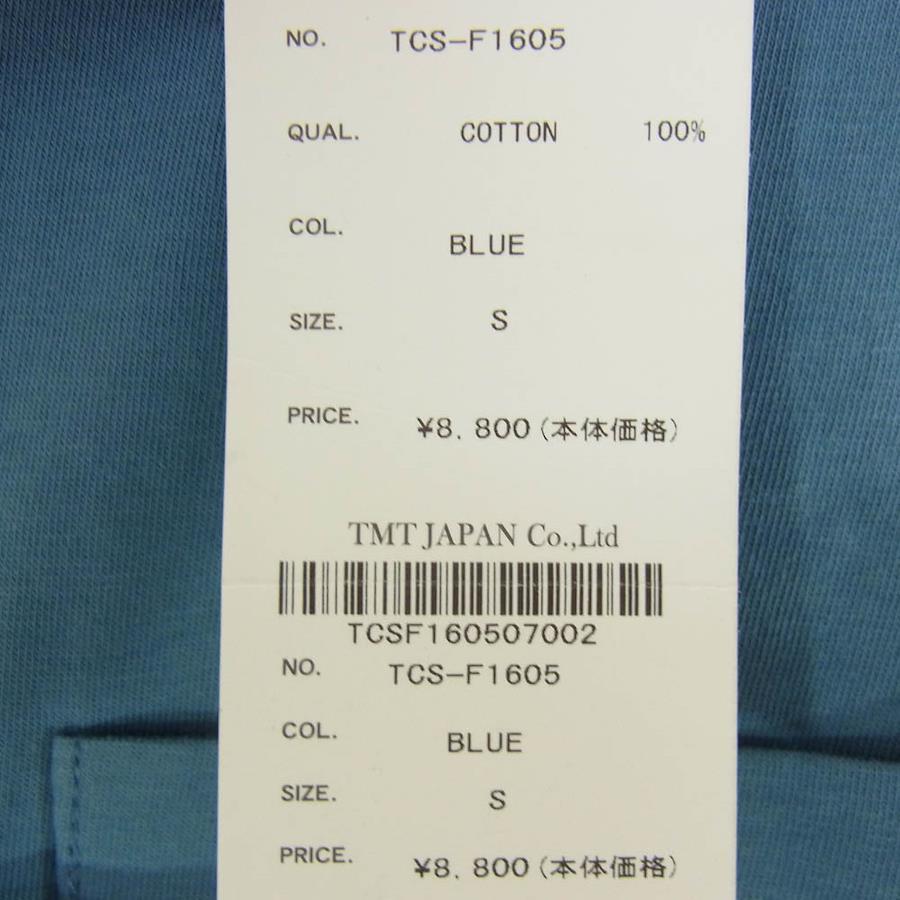 NO. TCS-F1605
QUAL. COTTON 100%
COL. BLUE
SIZE. S
PRICE. ¥8,800(本体価格)
TMT JAPAN Co.,Ltd
TCSF160507002
NO. TCS-F1605
COL. BLUE
SIZE. S
PRICE. ¥8,800(本体価格)